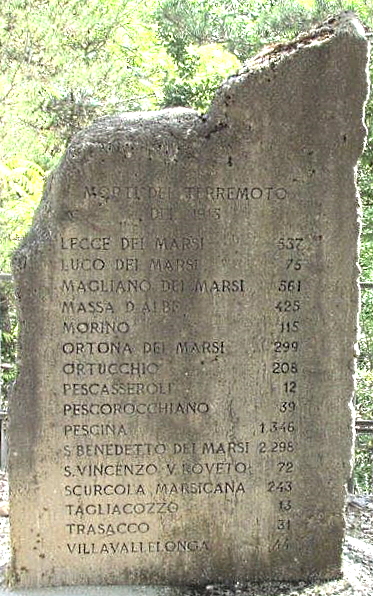 MORTI DEL TERREMOTO
DEL 1915
LECCE DEI MARSI 537
LUCO DEI MARSI 75
MAGLIANO DEI MARSI 561
MASSA D'ALBE 425
MORINO 115
ORTONA DEI MARSI 299
ORTUCCHIO 208
PESCASSEROLI 12
PESCOROCCHIANO 39
PESCINA 1.346
S.BENEDETTO DEI MARSI 2.298
S.VINCENZO V.ROVETO 72
SCURCOLA MARSICANA 243
TAGLIACOZZO 13
TRASACCO 31
VILLAVALLELONGA